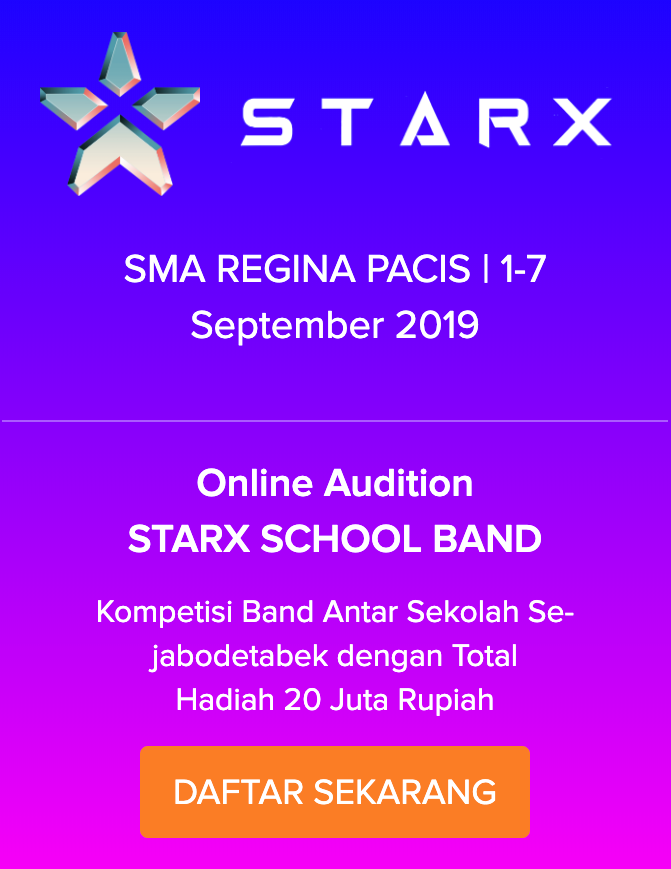 STARX
SMA REGINA PACIS | 1-7
September 2019
Online Audition
STARX SCHOOL BAND
Kompetisi Band Antar Sekolah Se-
jabodetabek dengan Total
Hadiah 20 Juta Rupiah
DAFTAR SEKARANG